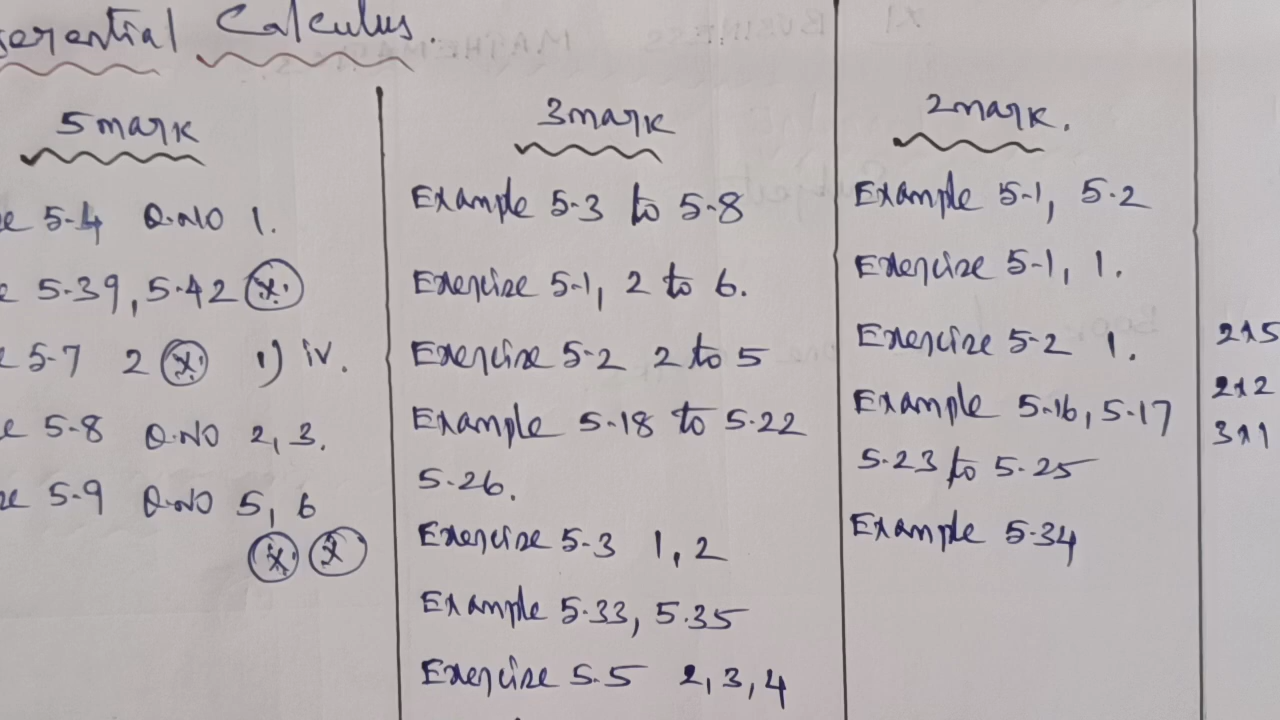 Calculus.
5 mark
5.4 Q.NO 1.
5.39, 5.42
5.7 2 1) iv.
5.8 Q.NO 2, 3.
5.9 Q.NO 5, 6
3mark
Example 5.3 to 5.8
Exercise 5.1, 2 to 6.
Exercise 5.2 2 to 5
Example 5.18 to 5.22
5.26.
Exercise 5.3 1, 2
Example 5.33, 5.35
Exercise 5.5 2, 3, 4
2mark.
Example 5.1, 5.2
Exercise 5.1, 1.
Exercise 5.2 1.
Example 5.16, 5.17
5.23 to 5.25
Example 5.34
2x5
2x2
3x1